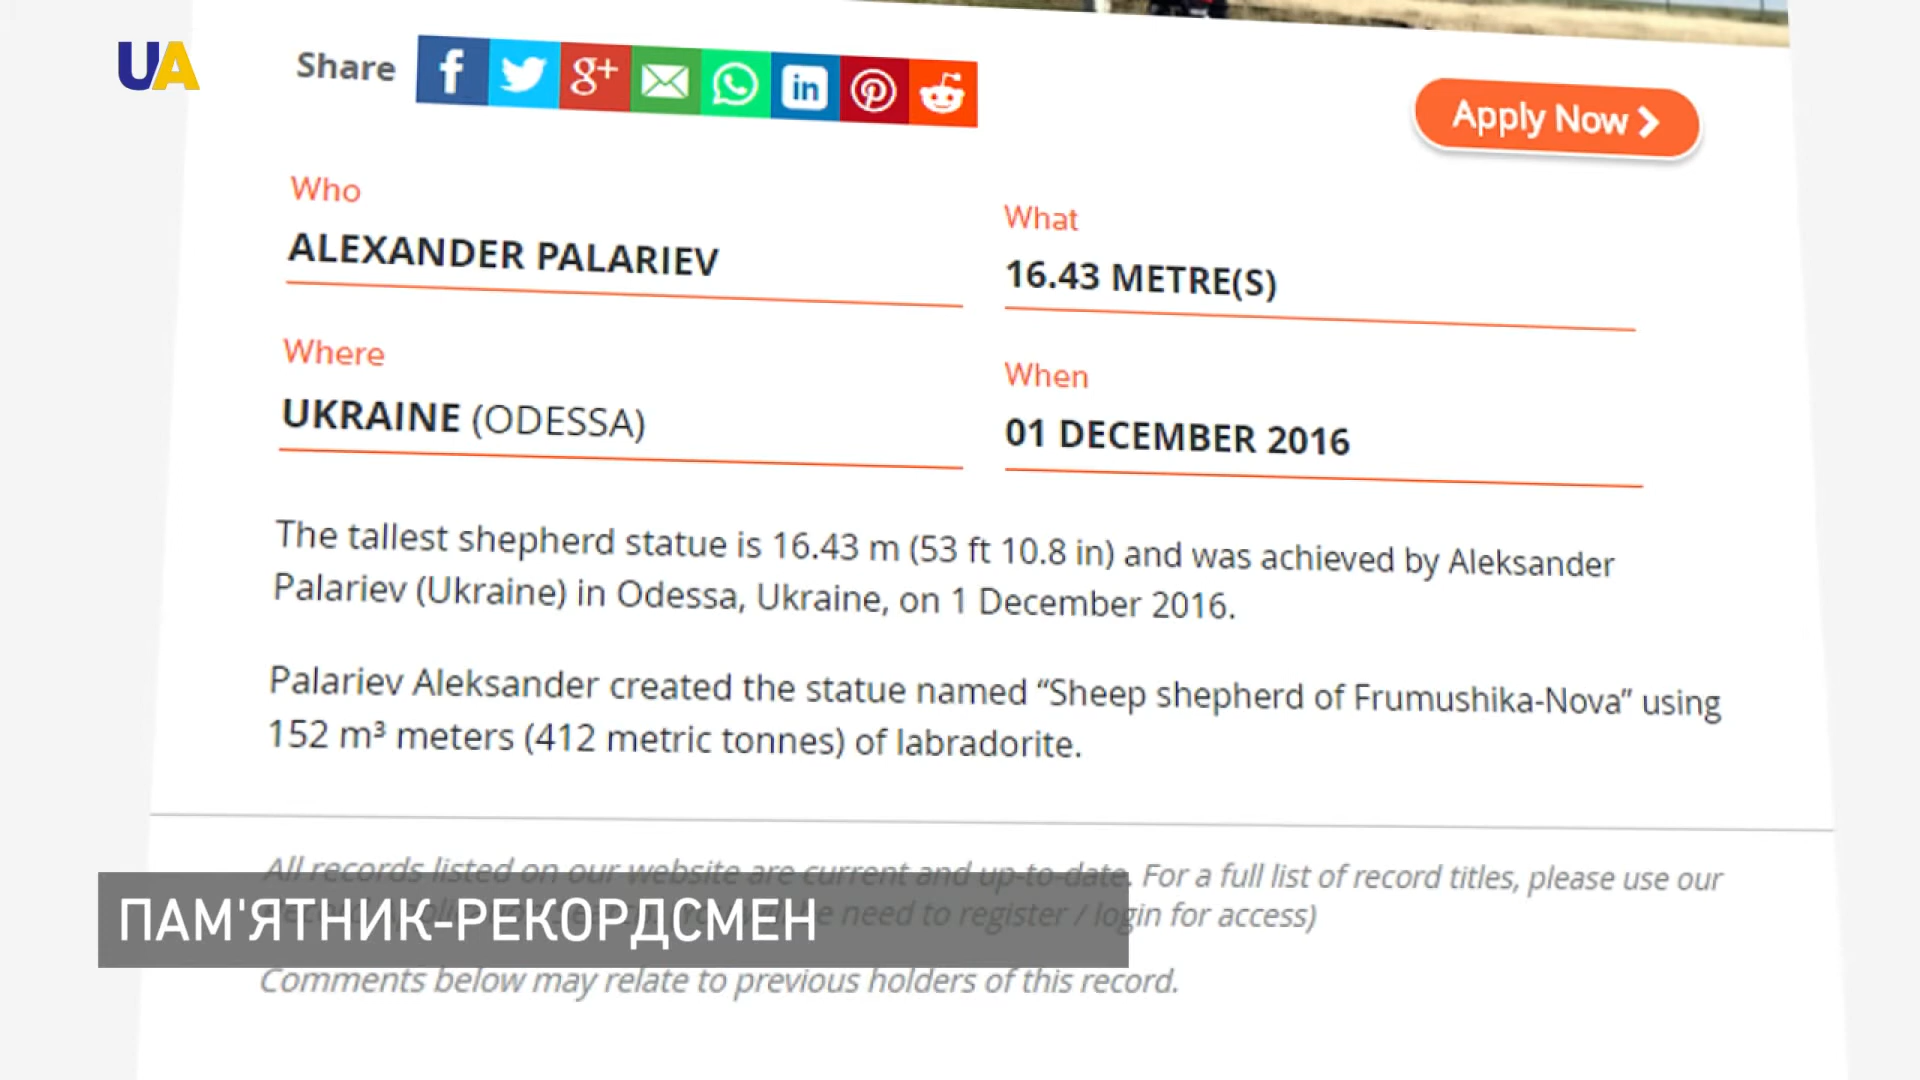 UA
Share
Apply Now
Who
ALEXANDER PALARIEV
What
16.43 METRE(S)
Where
UKRAINE (ODESSA)
When
01 DECEMBER 2016
The tallest shepherd statue is 16.43 m (53 ft 10.8 in) and was achieved by Aleksander
Palariev (Ukraine) in Odessa, Ukraine, on 1 December 2016.
Palariev Aleksander created the statue named “Sheep shepherd of Frumushika-Nova” using
152 m³ meters (412 metric tonnes) of labradorite.
All records listed on our website are current and up-to-date. For a full list of record titles, please use our
need to register / login for access)
ПАМ'ЯТНИК-РЕКОРДСМЕН
Comments below may relate to previous holders of this record.